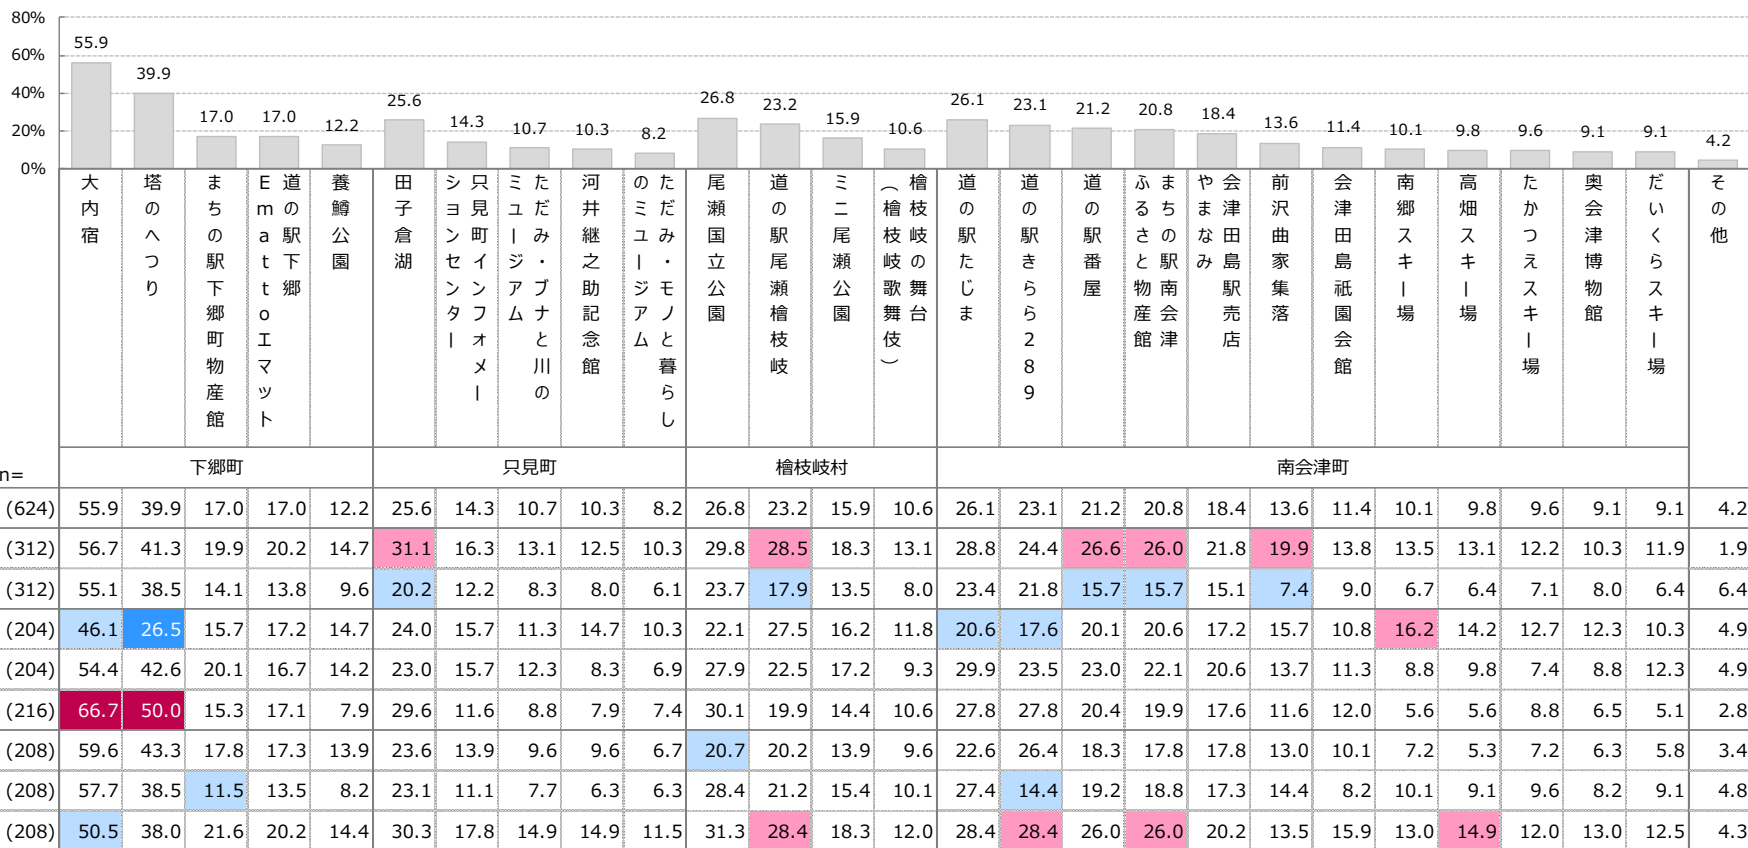 80%
60%
40%
20%
0%
55.9 39.9 17.0 17.0 12.2 25.6 14.3 10.7 10.3 8.2 26.8 23.2 15.9 10.6 26.1 23.1 21.2 20.8 18.4 13.6 11.4 10.1 9.8 9.6 9.1 9.1 4.2
大内宿
塔のへつり
まちの駅下郷町物産館
道の駅下郷
Emattoエマット
養鱒公園
田子倉湖
只見町インフォメー
ションセンター
ただみ・ブナと川の
ミュージアム
河井継之助記念館
ただみ・モノと暮らし
のミュージアム
尾瀬国立公園
道の駅尾瀬檜枝岐
ミニ尾瀬公園
檜枝岐の舞台
(檜枝岐歌舞伎)
道の駅たじま
道の駅きらら289
道の駅番屋
まちの駅南会津
ふるさと物産館
会津田島駅売店
やまなみ
前沢曲家集落
会津田島祇園会館
南郷スキー場
高畑スキー場
たかつえスキー場
奥会津博物館
だいくらスキー場
その他
n=
下郷町 只見町 檜枝岐村 南会津町
(624) 55.9 39.9 17.0 17.0 12.2 25.6 14.3 10.7 10.3 8.2 26.8 23.2 15.9 10.6 26.1 23.1 21.2 20.8 18.4 13.6 11.4 10.1 9.8 9.6 9.1 9.1 4.2
(312) 56.7 41.3 19.9 20.2 14.7 31.1 16.3 13.1 12.5 10.3 29.8 28.5 18.3 13.1 28.8 24.4 26.6 26.0 21.8 19.9 13.8 13.5 13.1 12.2 10.3 11.9 1.9
(312) 55.1 38.5 14.1 13.8 9.6 20.2 12.2 8.3 8.0 6.1 23.7 17.9 13.5 8.0 23.4 21.8 15.7 15.7 15.1 7.4 9.0 6.7 6.4 7.1 8.0 6.4 6.4
(204) 46.1 26.5 15.7 17.2 14.7 24.0 15.7 11.3 14.7 10.3 22.1 27.5 16.2 11.8 20.6 17.6 20.1 20.6 17.2 15.7 10.8 16.2 14.2 12.7 12.3 10.3 4.9
(204) 54.4 42.6 20.1 16.7 14.2 23.0 15.7 12.3 8.3 6.9 27.9 22.5 17.2 9.3 29.9 23.5 23.0 22.1 20.6 13.7 11.3 8.8 9.8 7.4 8.8 12.3 4.9
(216) 66.7 50.0 15.3 17.1 7.9 29.6 11.6 8.8 7.9 7.4 30.1 19.9 14.4 10.6 27.8 27.8 20.4 19.9 17.6 11.6 12.0 5.6 5.6 8.8 6.5 5.1 2.8
(208) 59.6 43.3 17.8 17.3 13.9 23.6 13.9 9.6 9.6 6.7 20.7 20.2 13.9 9.6 22.6 26.4 18.3 17.8 17.8 13.0 10.1 7.2 5.3 7.2 6.3 5.8 3.4
(208) 57.7 38.5 11.5 13.5 8.2 23.1 11.1 7.7 6.3 6.3 28.4 21.2 15.4 10.1 27.4 14.4 19.2 18.8 17.3 14.4 8.2 10.1 9.1 9.6 8.2 9.1 4.8
(208) 50.5 38.0 21.6 20.2 14.4 30.3 17.8 14.9 14.9 11.5 31.3 28.4 18.3 12.0 28.4 28.4 26.0 26.0 20.2 13.5 15.9 13.0 14.9 12.0 13.0 12.5 4.3